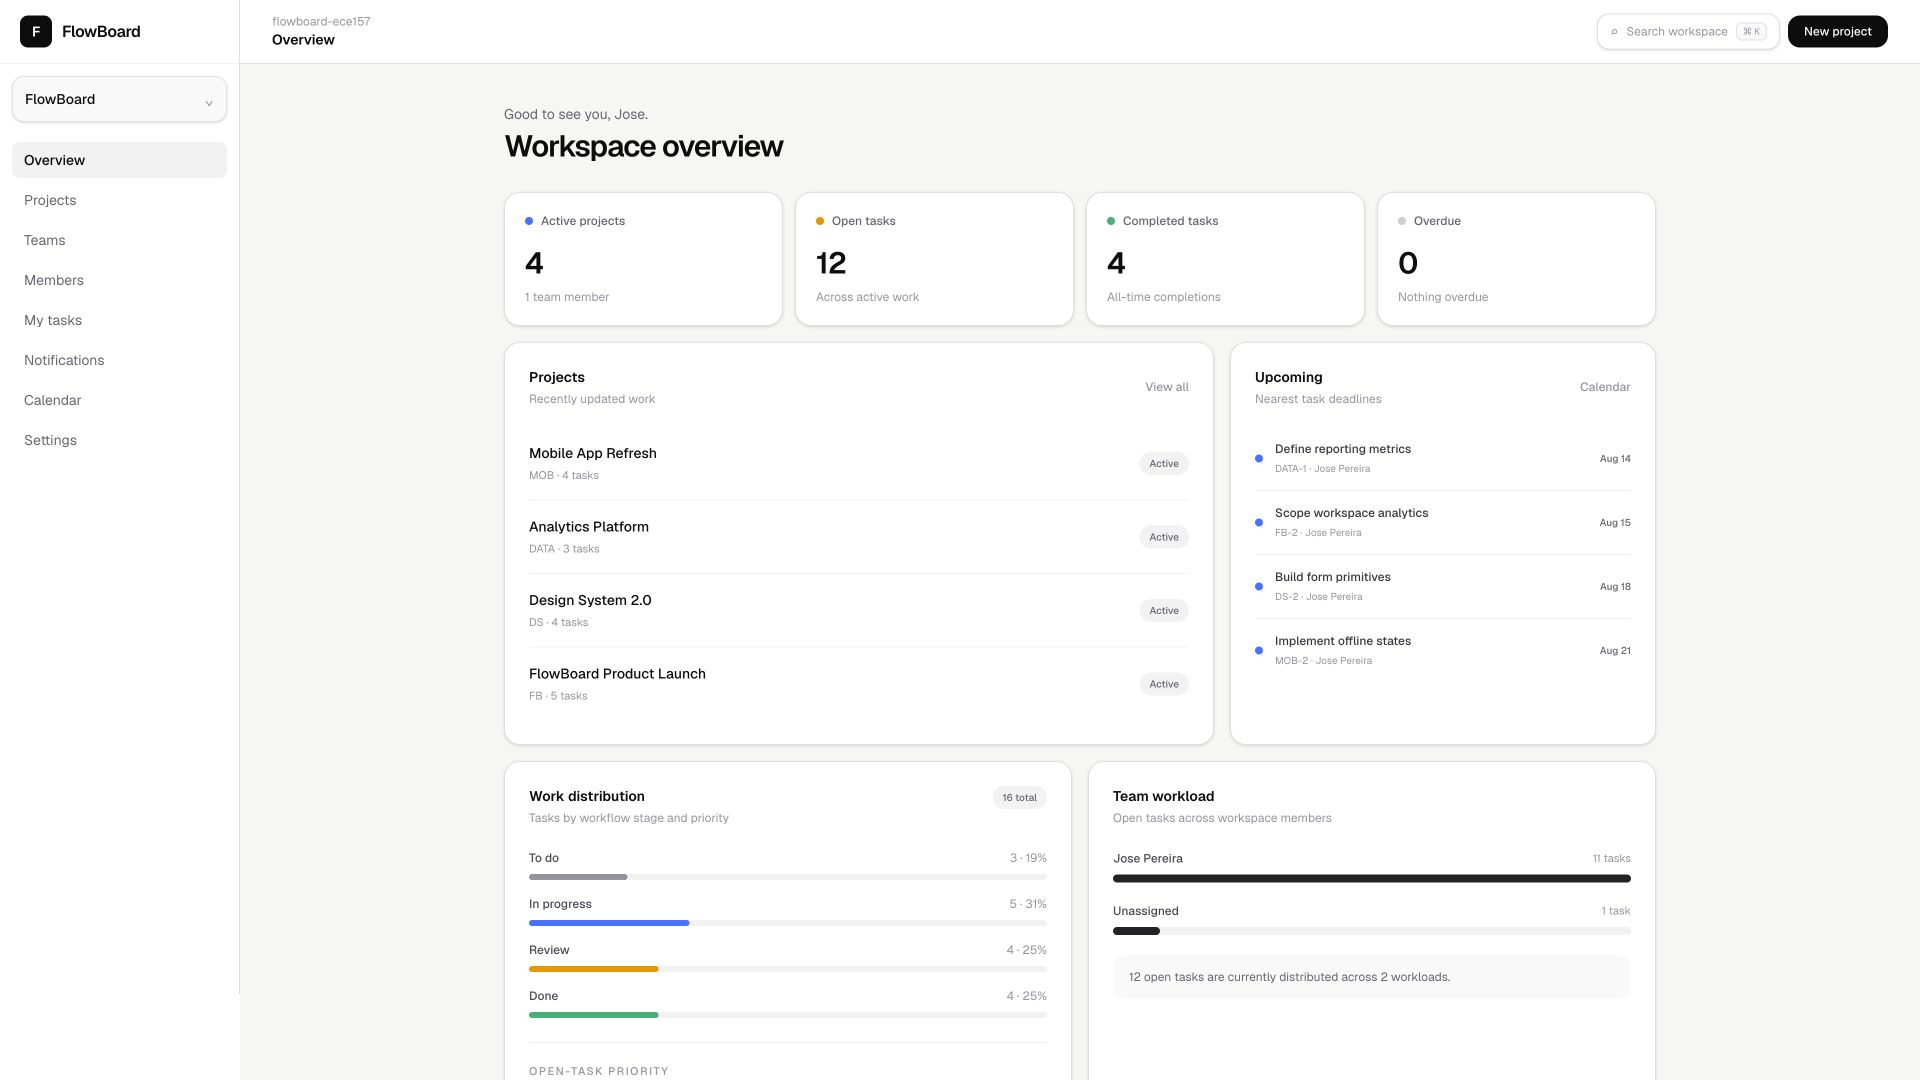 F
FlowBoard
FlowBoard
Overview
Projects
Teams
Members
My tasks
Notifications
Calendar
Settings
flowboard-ece157
Overview
Search workspace
⌘ K
New project
Good to see you, Jose.
Workspace overview
Active projects
4
1 team member
Open tasks
12
Across active work
Completed tasks
4
All-time completions
Overdue
0
Nothing overdue
Projects
Recently updated work
View all
Mobile App Refresh
MOB · 4 tasks
Active
Analytics Platform
DATA · 3 tasks
Active
Design System 2.0
DS · 4 tasks
Active
FlowBoard Product Launch
FB · 5 tasks
Active
Upcoming
Nearest task deadlines
Calendar
Define reporting metrics
DATA-1 · Jose Pereira
Aug 14
Scope workspace analytics
FB-2 · Jose Pereira
Aug 15
Build form primitives
DS-2 · Jose Pereira
Aug 18
Implement offline states
MOB-2 · Jose Pereira
Aug 21
Work distribution
Tasks by workflow stage and priority
16 total
To do 3 · 19%
In progress 5 · 31%
Review 4 · 25%
Done 4 · 25%
OPEN-TASK PRIORITY
Team workload
Open tasks across workspace members
Jose Pereira 11 tasks
Unassigned 1 task
12 open tasks are currently distributed across 2 workloads.